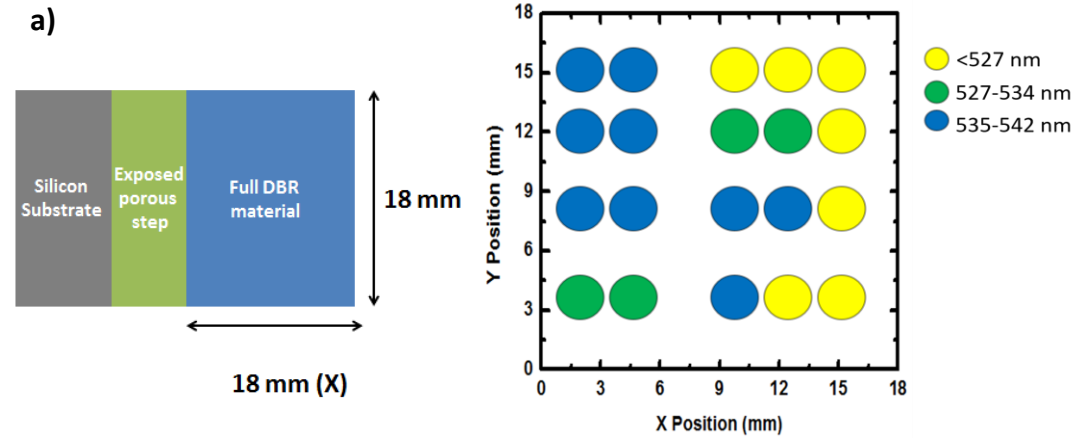 a)
Silicon
Substrate
Exposed
porous
step
Full DBR
material
18 mm
18 mm (X)
Y Position (mm)
18
15
12
9
6
3
0
0 3 6 9 12 15 18
X Position (mm)
<527 nm
527-534 nm
535-542 nm